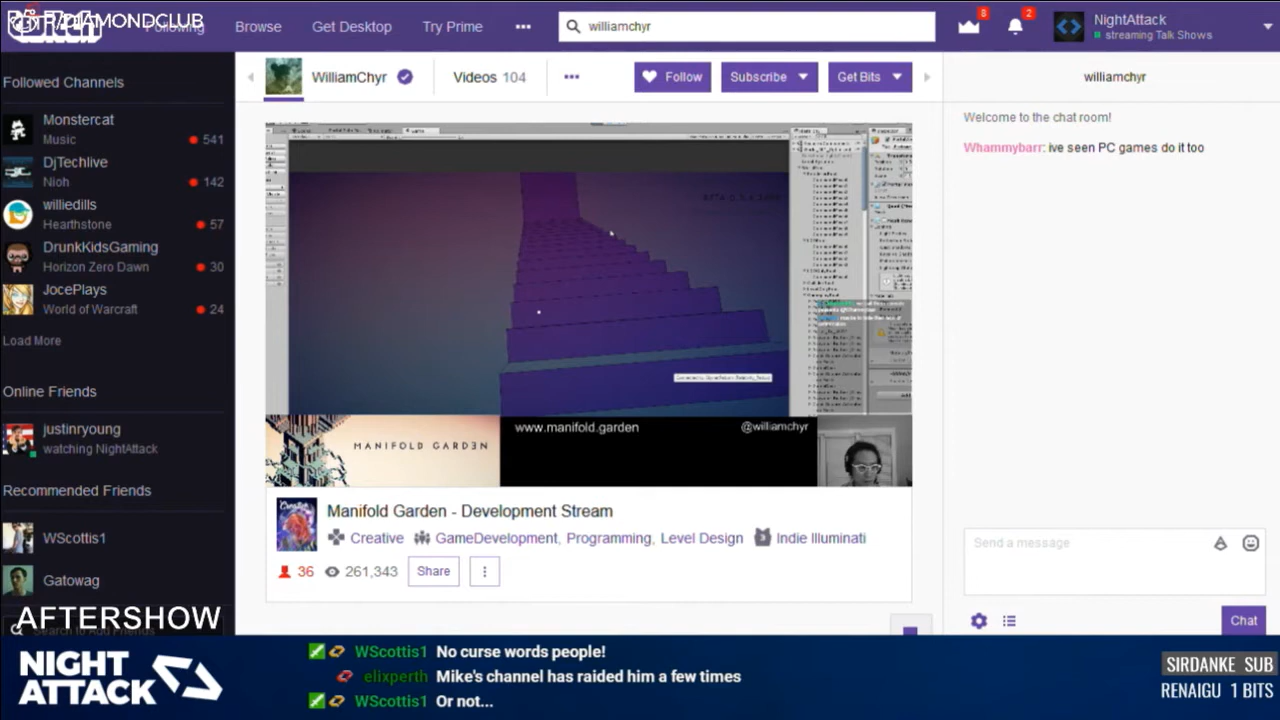 DIAMONDCLUB
Following
Browse
Get Desktop
Try Prime
williamchyr
8
2
NightAttack
streaming Talk Shows
Followed Channels
Monstercat
Music
541
DjTechlive
Nioh
142
williedills
Hearthstone
57
DrunkKidsGaming
Horizon Zero Dawn
30
JocePlays
World of Warcraft
24
Load More
Online Friends
justinryoung
watching NightAttack
Recommended Friends
WScottis1
Gatowag
Search to Add Friends
WilliamChyr
Videos 104
Follow
Subscribe
Get Bits
MANIFOLD GARDEN
www.manifold.garden
@williamchyr
Creative
Manifold Garden - Development Stream
Creative
GameDevelopment, Programming, Level Design
Indie Illuminati
36
261,343
Share
williamchyr
Welcome to the chat room!
Whammybarr: ive seen PC games do it too
Send a message
Chat
AFTERSHOW
NIGHT
ATTACK
WScottis1 No curse words people!
elixperth Mike's channel has raided him a few times
WScottis1 Or not...
SIRDANKE SUB
RENAIGU 1 BITS